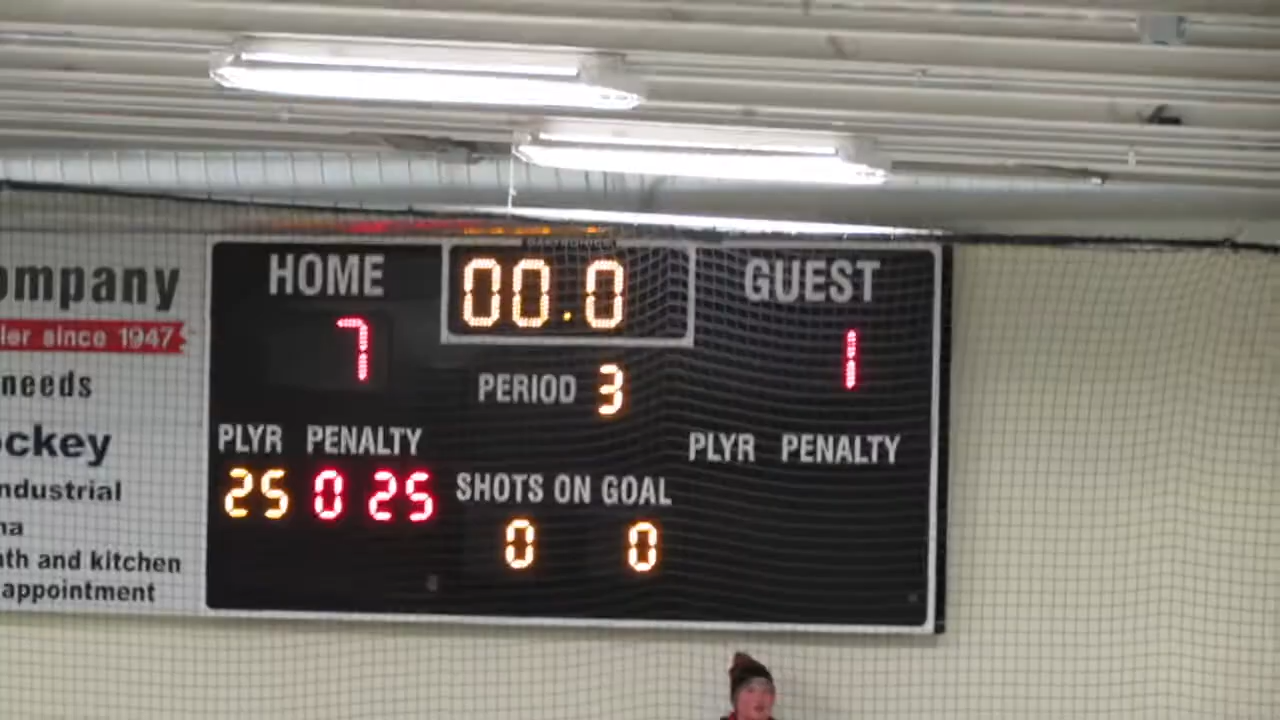 ompany
ler since 1947
needs
ockey
ndustrial
na
ath and kitchen
appointment
HOME 00.0 GUEST
7 1
PERIOD 3
PLYR PENALTY PLYR PENALTY
25 0 25
SHOTS ON GOAL
0 0